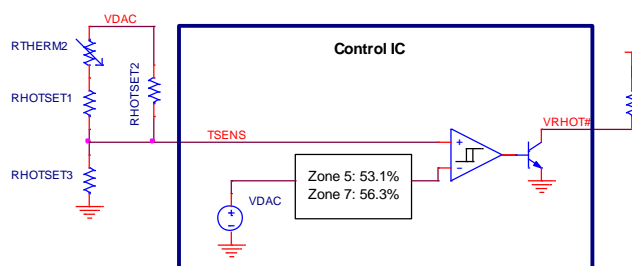 VDAC
RTHERM2
Control IC
RHOTSET2
RHOTSET1
TSENS
VRHOT#
+
-
Zone 5: 53.1%
Zone 7: 56.3%
RHOTSET3
VDAC
+
-